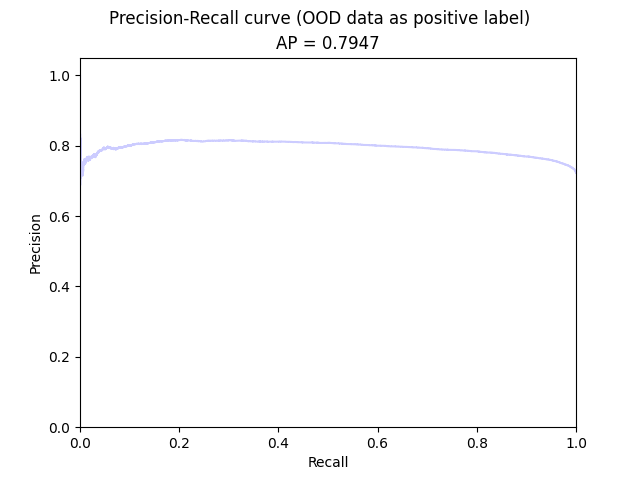 Precision-Recall curve (OOD data as positive label)
AP = 0.7947
1.0
0.8
0.6
0.4
0.2
0.0
Precision
0.0 0.2 0.4 0.6 0.8 1.0
Recall